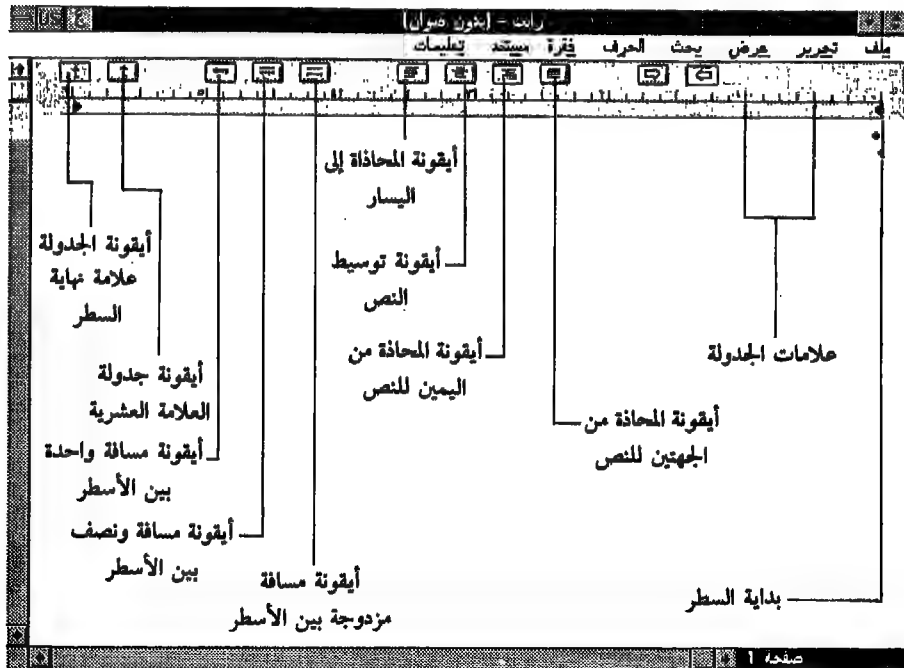 رايت - (بدون عنوان)
ملف تحرير عرض بحث الحرف فقرة مستند تعليمات
أيقونة المحاذاة إلى
اليسار
أيقونة الجدولة
علامة نهاية
السطر
أيقونة توسيط
النص
علامات الجدولة
أيقونة المحاذة من
اليمين للنص
أيقونة جدولة
العلامة العشرية
أيقونة المحاذة من
الجهتين للنص
أيقونة مسافة واحدة
بين الأسطر
أيقونة مسافة ونصف
بين الأسطر
أيقونة مسافة
مزدوجة بين الأسطر
بداية السطر
صفحة 1